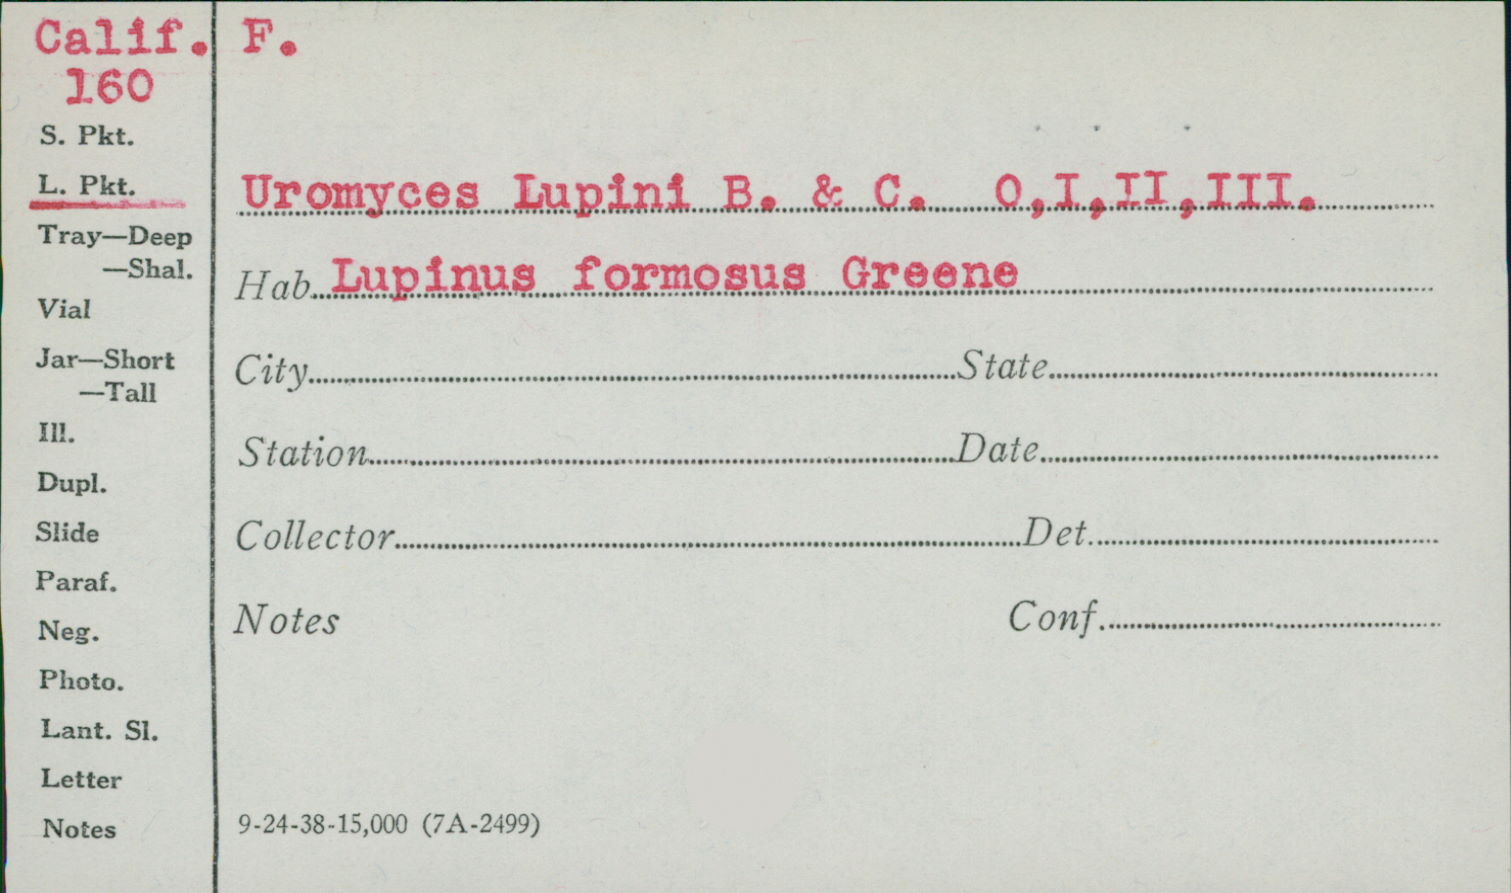 Calif. F.
160
S. Pkt.
L. Pkt.
Uromyces Lupini B. & C. O,I,II,III.
Tray—Deep
—Shal.
Hab. Lupinus formosus Greene
Vial
Jar—Short
—Tall
City State
Ill.
Station Date
Dupl.
Slide
Collector Det.
Paraf.
Neg.
Notes Conf.
Photo.
Lant. Sl.
Letter
Notes
9-24-38-15,000 (7A-2499)